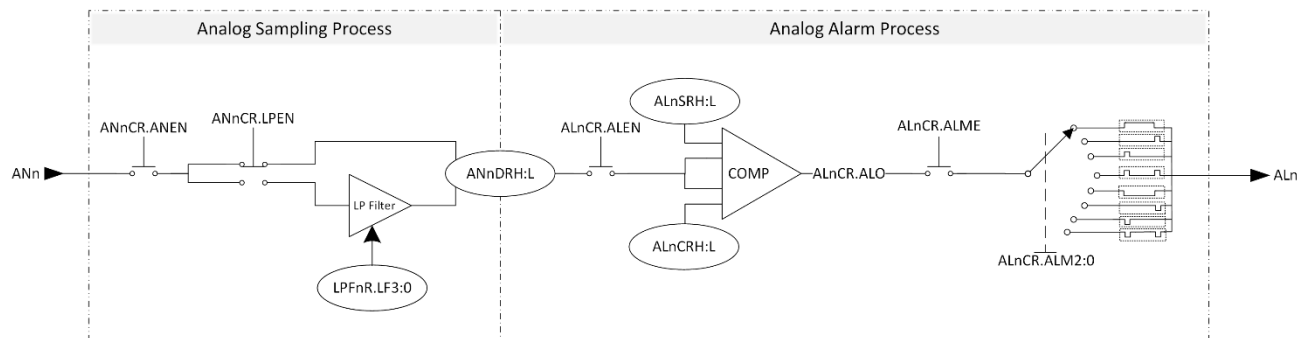 Analog Sampling Process
Analog Alarm Process
ANn
ANnCR.ANEN
ANnCR.LPEN
LP Filter
LPFnR.LF3:0
ANnDRH:L
ALnCR.ALEN
ALnSRH:L
COMP
ALnCRH:L
ALnCR.ALO
ALnCR.ALME
ALnCR.ALM2:0
ALn